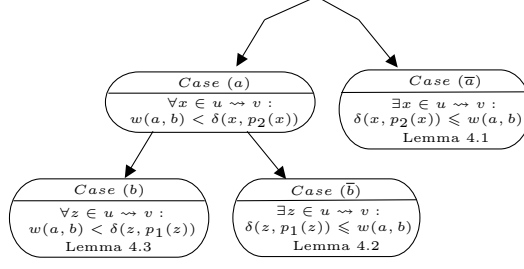 Case (a)
∀x ∈ u ⇝ v :
w(a, b) < δ(x, p₂(x))
Case (a̅)
∃x ∈ u ⇝ v :
δ(x, p₂(x)) ⩽ w(a, b)
Lemma 4.1
Case (b)
∀z ∈ u ⇝ v :
w(a, b) < δ(z, p₁(z))
Lemma 4.3
Case (b̅)
∃z ∈ u ⇝ v :
δ(z, p₁(z)) ⩽ w(a, b)
Lemma 4.2